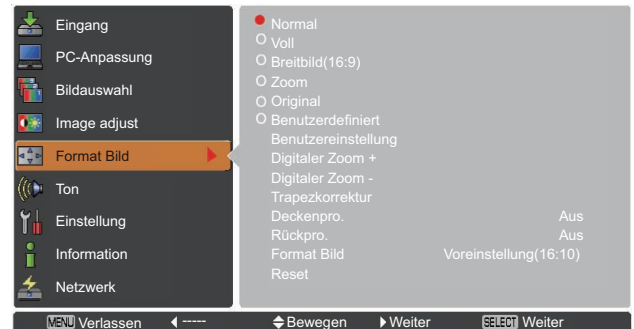 Eingang
PC-Anpassung
Bildauswahl
Image adjust
Format Bild
Ton
Einstellung
Information
Netzwerk
Normal
Voll
Breitbild(16:9)
Zoom
Original
Benutzerdefiniert
Benutzereinstellung
Digitaler Zoom +
Digitaler Zoom -
Trapezkorrektur
Deckenpro. Aus
Rückpro. Aus
Format Bild Voreinstellung(16:10)
Reset
MENU Verlassen ----- Bewegen Weiter SELECT Weiter